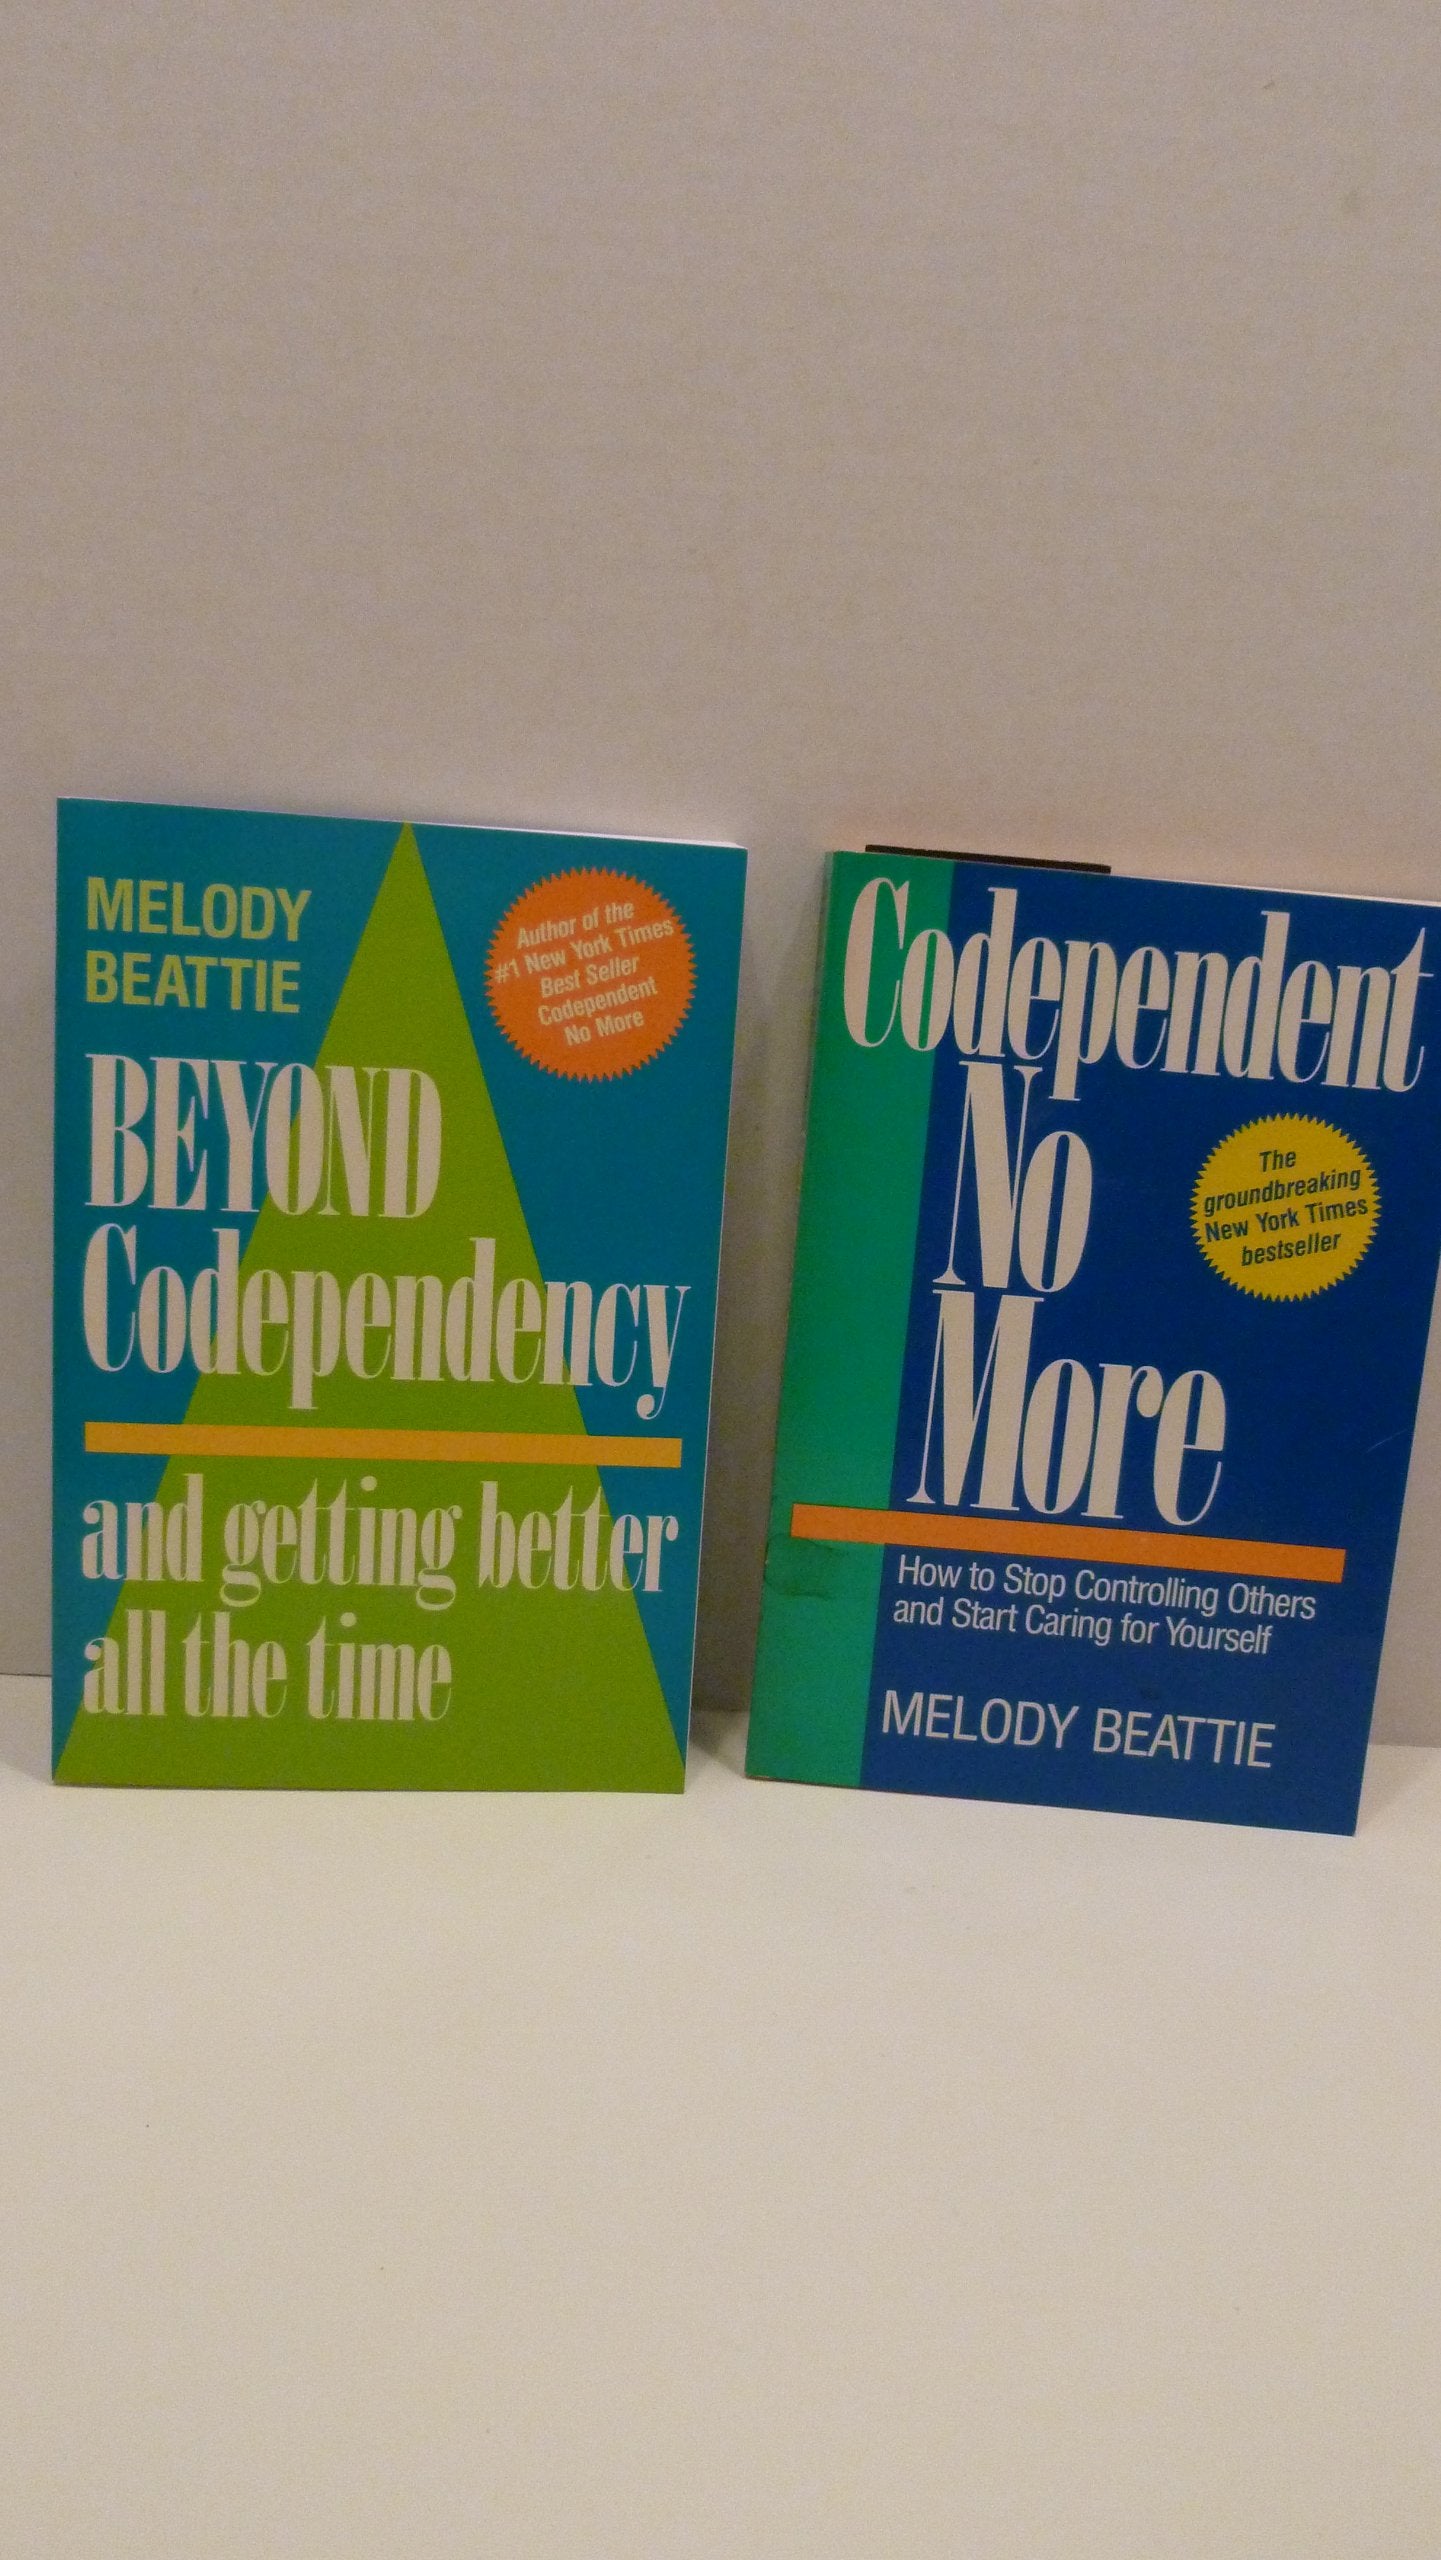 MELODY
BEATTIE
Author of the
#1 New York Times
Best Seller
Codependent
No More
BEYOND
Codependency
and getting better
all the time
Codependent
No
More
The
groundbreaking
New York Times
bestseller
How to Stop Controlling Others
and Start Caring for Yourself
MELODY BEATTIE